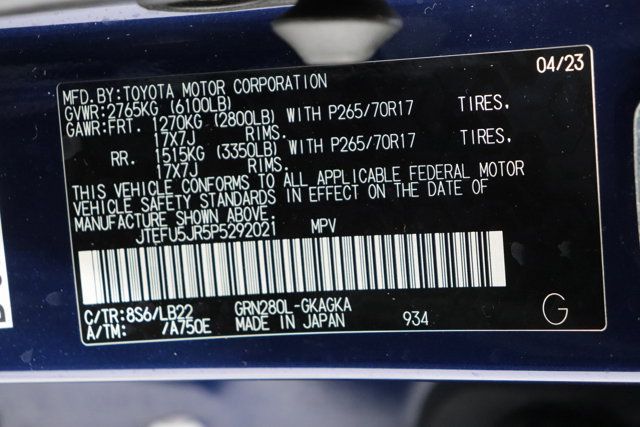 04/23
MFD.BY:TOYOTA MOTOR CORPORATION
GVWR:2765KG (6100LB)
GAWR:FRT. 1270KG (2800LB) WITH P265/70R17 TIRES,
17X7J RIMS.
RR. 1515KG (3350LB) WITH P265/70R17 TIRES,
17X7J RIMS.
THIS VEHICLE CONFORMS TO ALL APPLICABLE FEDERAL MOTOR
VEHICLE SAFETY STANDARDS IN EFFECT ON THE DATE OF
MANUFACTURE SHOWN ABOVE.
JTEFU5JR5P5292021 MPV
C/TR:8S6/LB22 GRN280L-GKAGKA
A/TM: /A750E MADE IN JAPAN 934 G